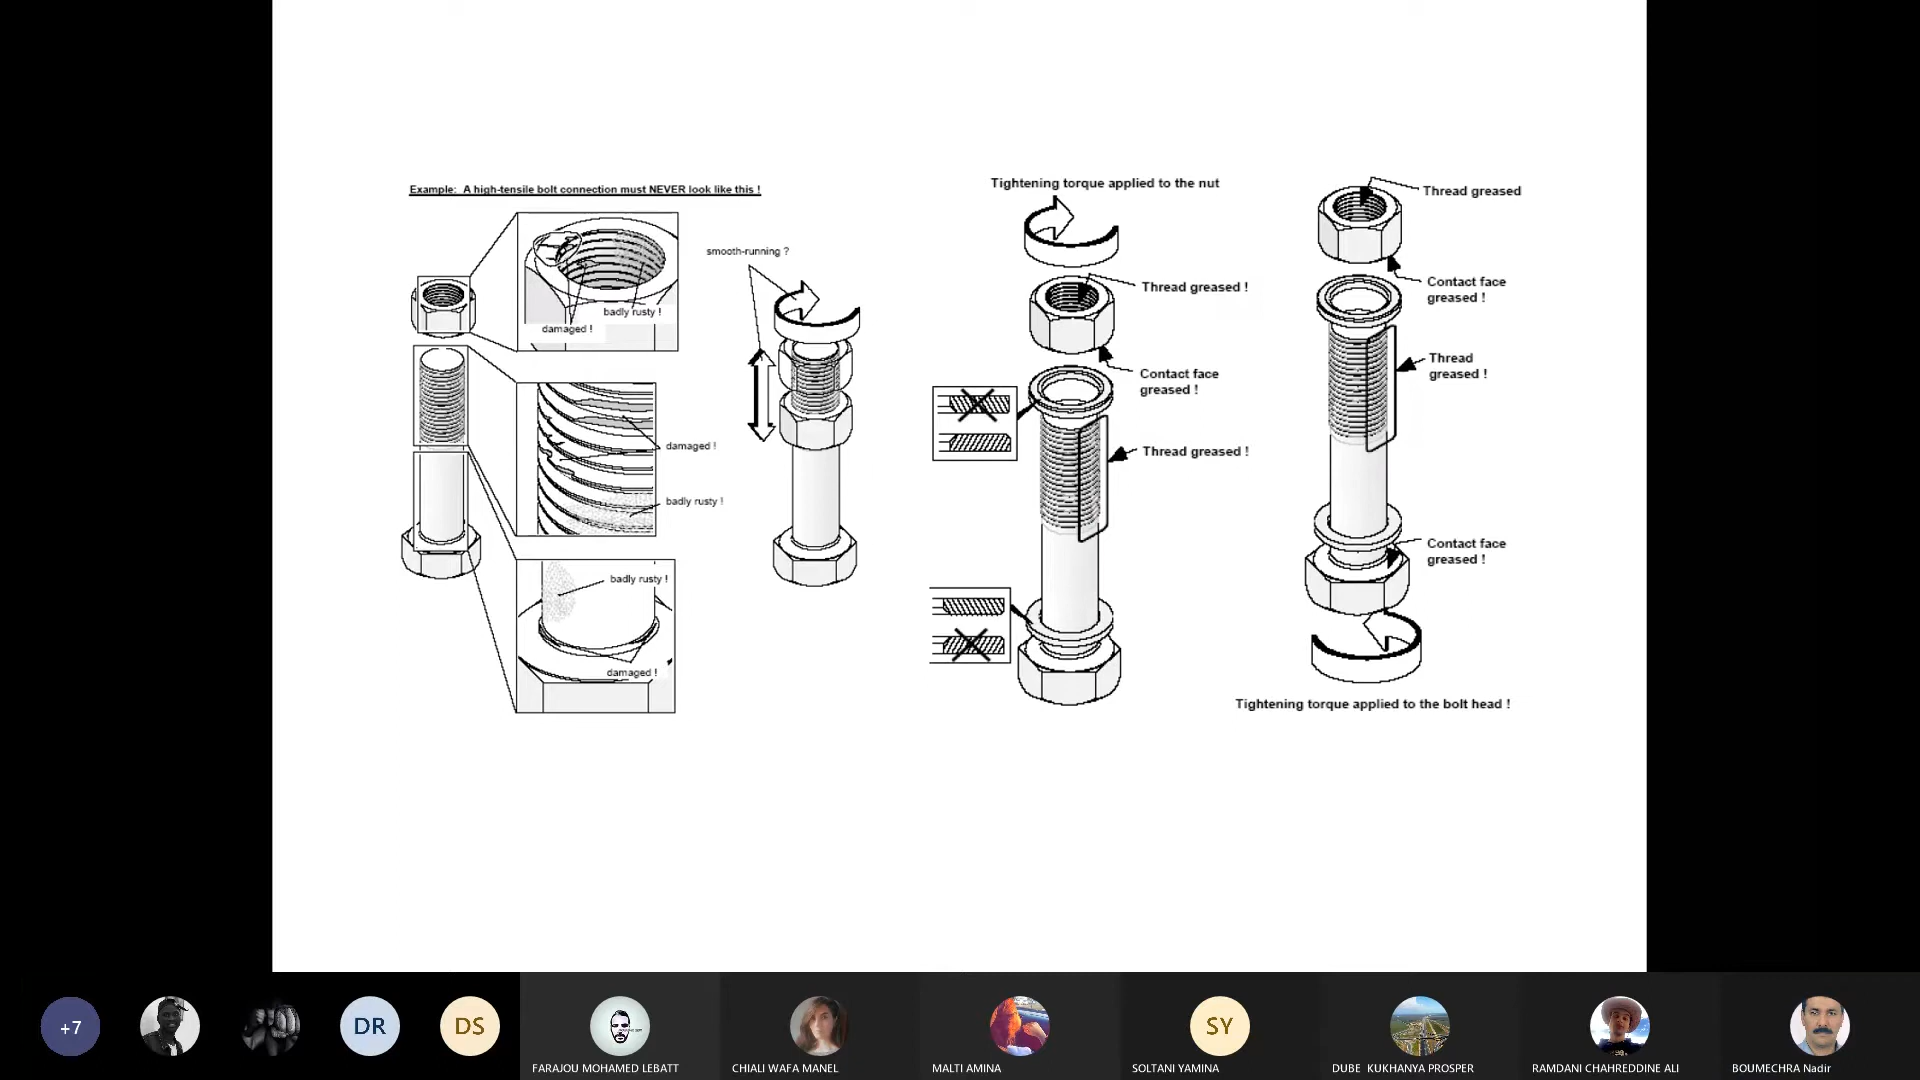 Example: A high-tensile bolt connection must NEVER look like this !
badly rusty !
damaged !
damaged !
badly rusty !
badly rusty !
damaged !
smooth-running ?
Tightening torque applied to the nut
Thread greased !
Contact face
greased !
Thread greased !
Thread greased
Contact face
greased !
Thread
greased !
Contact face
greased !
Tightening torque applied to the bolt head !
+7
DR
DS
FARAJOU MOHAMED LEBATT
CHIALI WAFA MANEL
MALTI AMINA
SY
SOLTANI YAMINA
DUBE KUKHANYA PROSPER
RAMDANI CHAHREDDINE ALI
BOUMECHRA Nadir